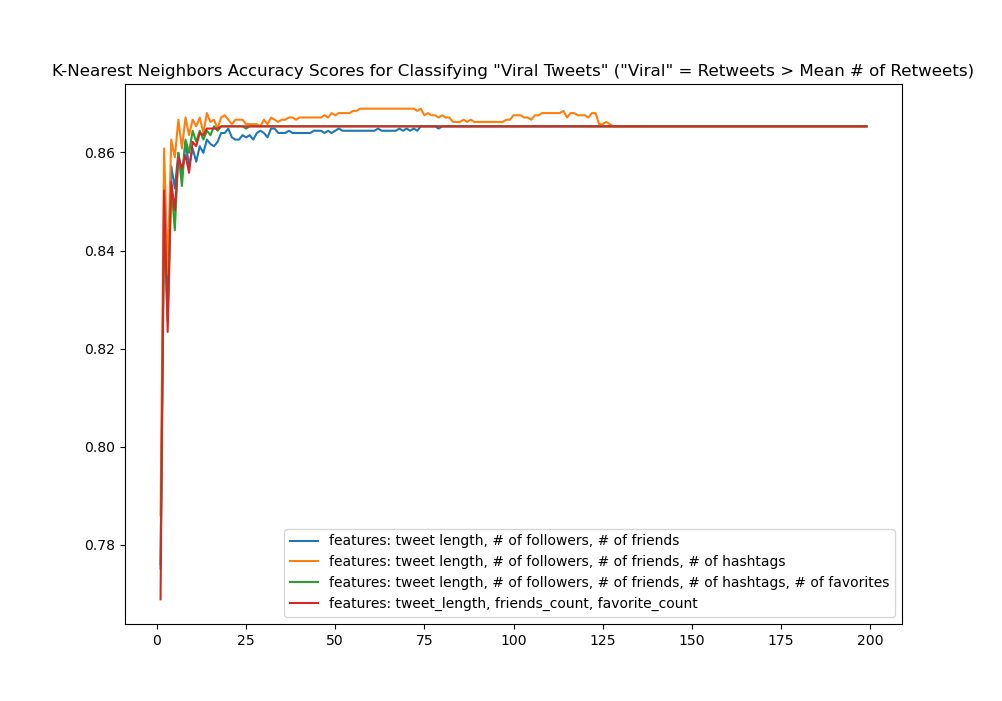 K-Nearest Neighbors Accuracy Scores for Classifying "Viral Tweets" ("Viral" = Retweets > Mean # of Retweets)
0.86
0.84
0.82
0.80
0.78
features: tweet length, # of followers, # of friends
features: tweet length, # of followers, # of friends, # of hashtags
features: tweet length, # of followers, # of friends, # of hashtags, # of favorites
features: tweet_length, friends_count, favorite_count
0 25 50 75 100 125 150 175 200